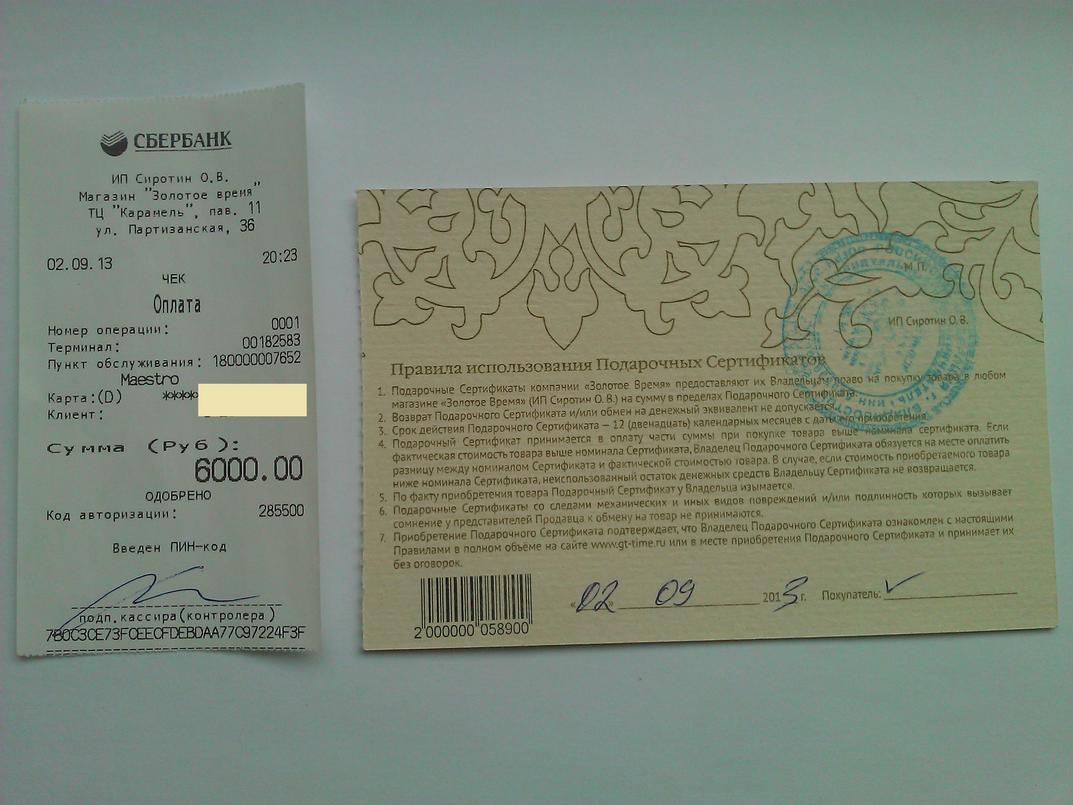 СБЕРБАНК
ИП Сиротин О.В.
Магазин "Золотое время"
ТЦ "Карамель", пав. 11
ул. Партизанская, 36
02.09.13 20:23
ЧЕК
Оплата
Номер операции: 0001
Терминал: 00182583
Пункт обслуживания: 180000007652
Maestro
Карта:(D) ****
Клиент:
Сумма (Руб):
6000.00
ОДОБРЕНО
Код авторизации: 285500
Введен ПИН-код
подп.кассира(контролера)
7B0C3CE73FCEECFDEBDAA77C97224F3F
М.П.
ИП Сиротин О. В.
Правила использования Подарочных Сертификатов
1. Подарочные Сертификаты компании «Золотое Время» предоставляют их Владельцам право на покупку товара в любом
магазине «Золотое Время» (ИП Сиротин О. В.) на сумму в пределах Подарочного Сертификата.
2. Возврат Подарочного Сертификата и/или обмен на денежный эквивалент не допускается.
3. Срок действия Подарочного Сертификата – 12 (двенадцать) календарных месяцев с даты его приобретения.
4. Подарочный Сертификат принимается в оплату части суммы при покупке товара выше номинала сертификата. Если
фактическая стоимость товара выше номинала Сертификата, Владелец Подарочного Сертификата обязуется на месте оплатить
разницу между номиналом Сертификата и фактической стоимостью товара. В случае, если стоимость приобретаемого товара
ниже номинала Сертификата, неиспользованный остаток денежных средств Владельцу Сертификата не возвращается.
5. По факту приобретения товара Подарочный Сертификат у Владельца изымается.
6. Подарочные Сертификаты со следами механических и иных видов повреждений и/или подлинность которых вызывает
сомнение у представителей Продавца к обмену на товар не принимаются.
7. Приобретение Подарочного Сертификата подтверждает, что Владелец Подарочного Сертификата ознакомлен с настоящими
Правилами в полном объеме на сайте www.gt-time.ru или в месте приобретения Подарочного Сертификата и принимает их
без оговорок.
«02» 09 2013 г. Покупатель:
2 000000 058900